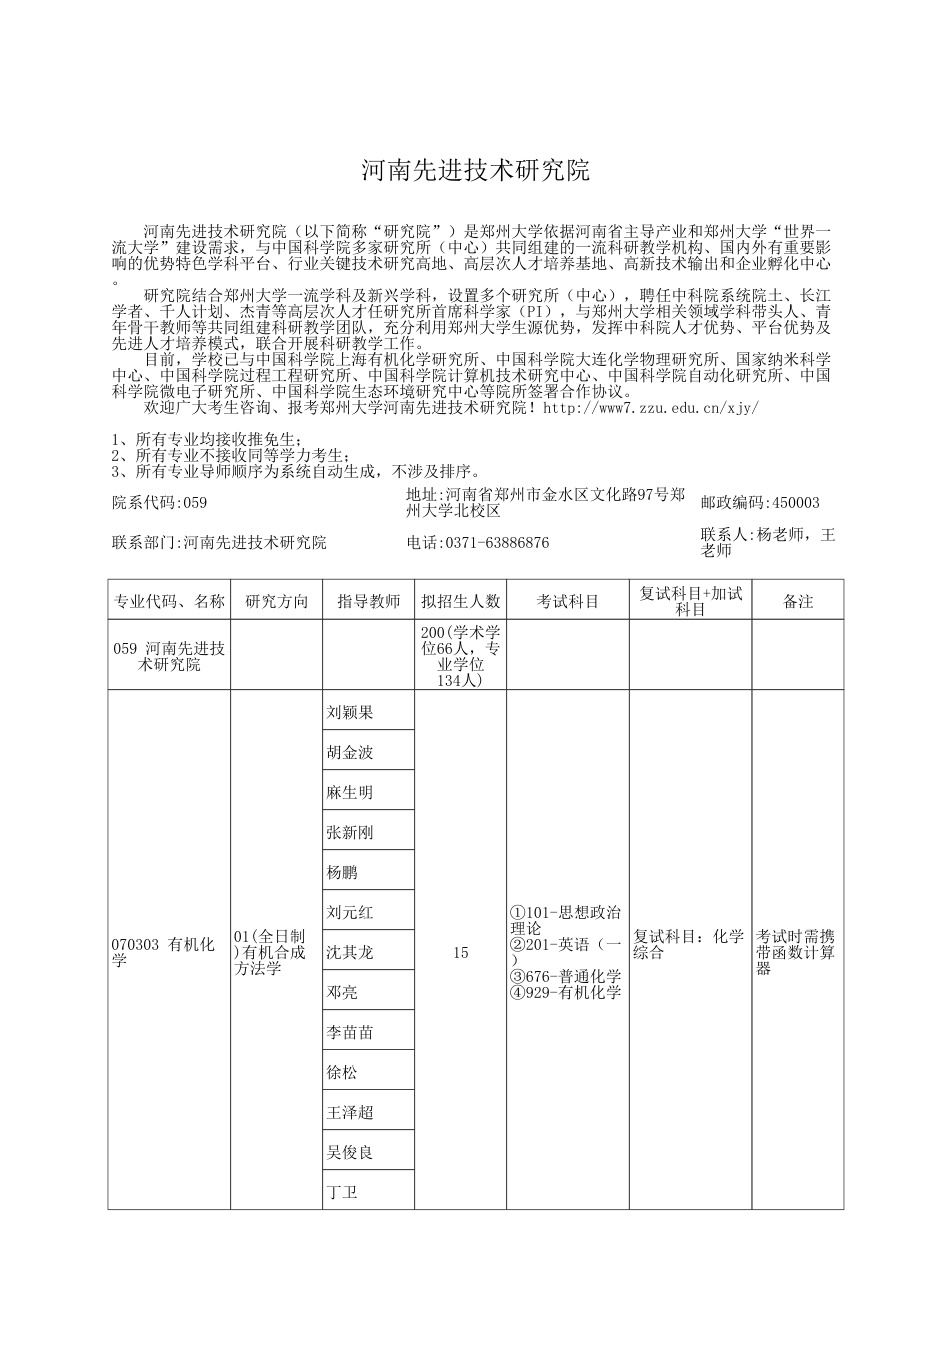 河南先进技术研究院
河南先进技术研究院（以下简称“研究院”）是郑州大学依据河南省主导产业和郑州大学“世界一
流大学”建设需求，与中国科学院多家研究所（中心）共同组建的一流科研教学机构、国内外有重要影
响的优势特色学科平台、行业关键技术研究高地、高层次人才培养基地、高新技术输出和企业孵化中心
。
研究院结合郑州大学一流学科及新兴学科，设置多个研究所（中心），聘任中科院系统院士、长江
学者、千人计划、杰青等高层次人才任研究所首席科学家（PI），与郑州大学相关领域学科带头人、青
年骨干教师等共同组建科研教学团队，充分利用郑州大学生源优势，发挥中科院人才优势、平台优势及
先进人才培养模式，联合开展科研教学工作。
目前，学校已与中国科学院上海有机化学研究所、中国科学院大连化学物理研究所、国家纳米科学
中心、中国科学院过程工程研究所、中国科学院计算机技术研究中心、中国科学院自动化研究所、中国
科学院微电子研究所、中国科学院生态环境研究中心等院所签署合作协议。
欢迎广大考生咨询、报考郑州大学河南先进技术研究院！http://www7.zzu.edu.cn/xjy/
1、所有专业均接收推免生；
2、所有专业不接收同等学力考生；
3、所有专业导师顺序为系统自动生成，不涉及排序。
院系代码:059
地址:河南省郑州市金水区文化路97号郑
州大学北校区
邮政编码:450003
联系部门:河南先进技术研究院
电话:0371-63886876
联系人:杨老师，王
老师
专业代码、名称 研究方向 指导教师 拟招生人数 考试科目 复试科目+加试
科目 备注
059 河南先进技
术研究院
200(学术学
位66人，专
业学位
134人)
070303 有机化
学
01(全日制
)有机合成
方法学
刘颖果
胡金波
麻生明
张新刚
杨鹏
刘元红
沈其龙
邓亮
李苗苗
徐松
王泽超
吴俊良
丁卫
15
①101-思想政治
理论
②201-英语（一
）
③676-普通化学
④929-有机化学
复试科目：化学
综合
考试时需携
带函数计算
器